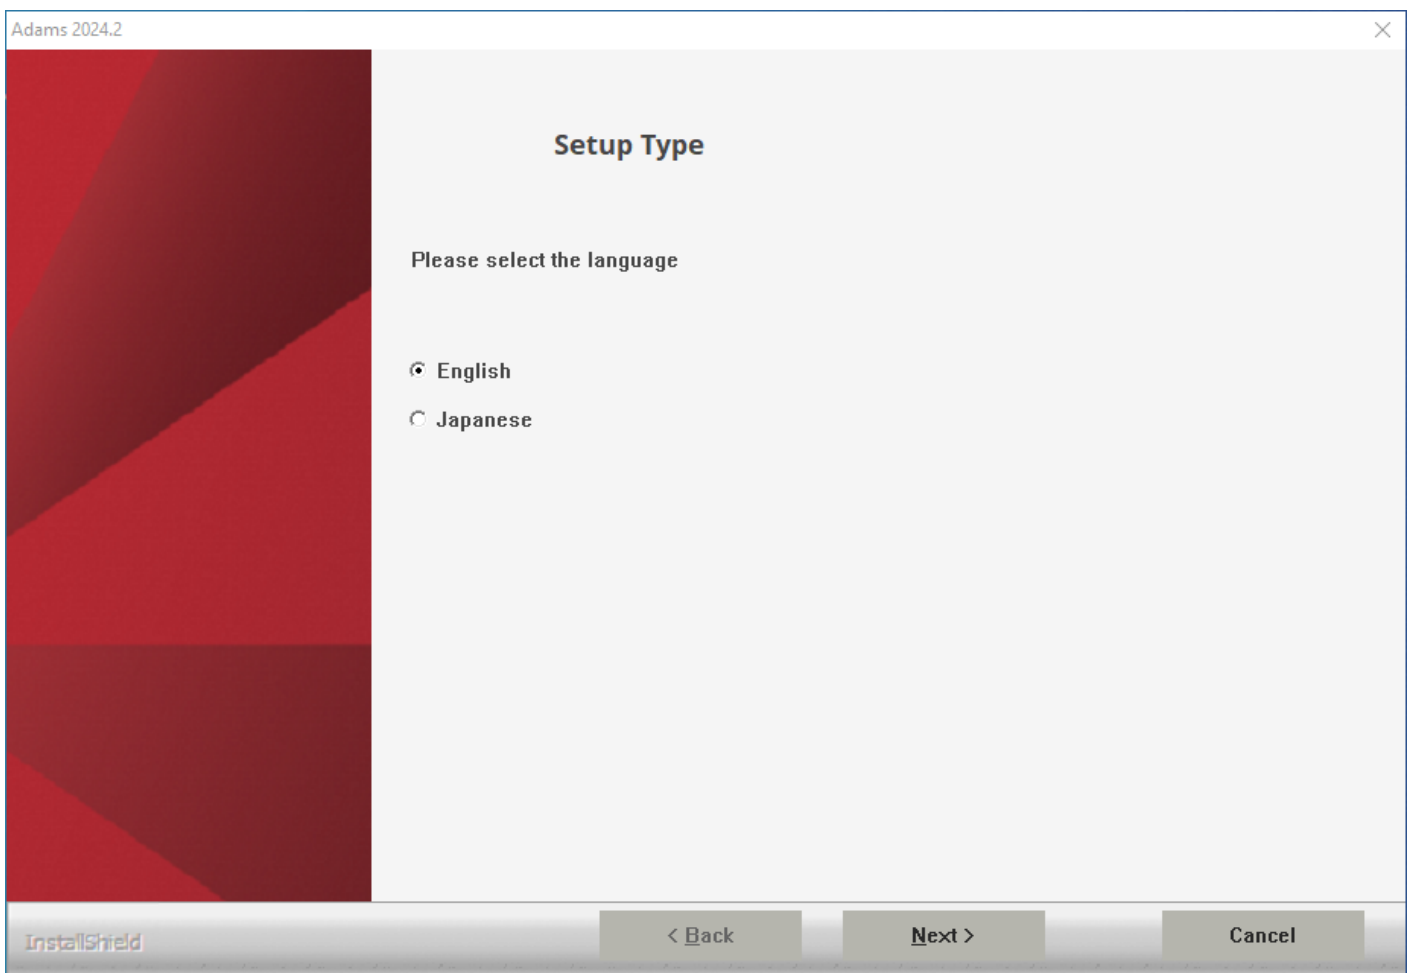 Adams 2024.2
Setup Type
Please select the language
English
Japanese
InstallShield
< Back
Next >
Cancel